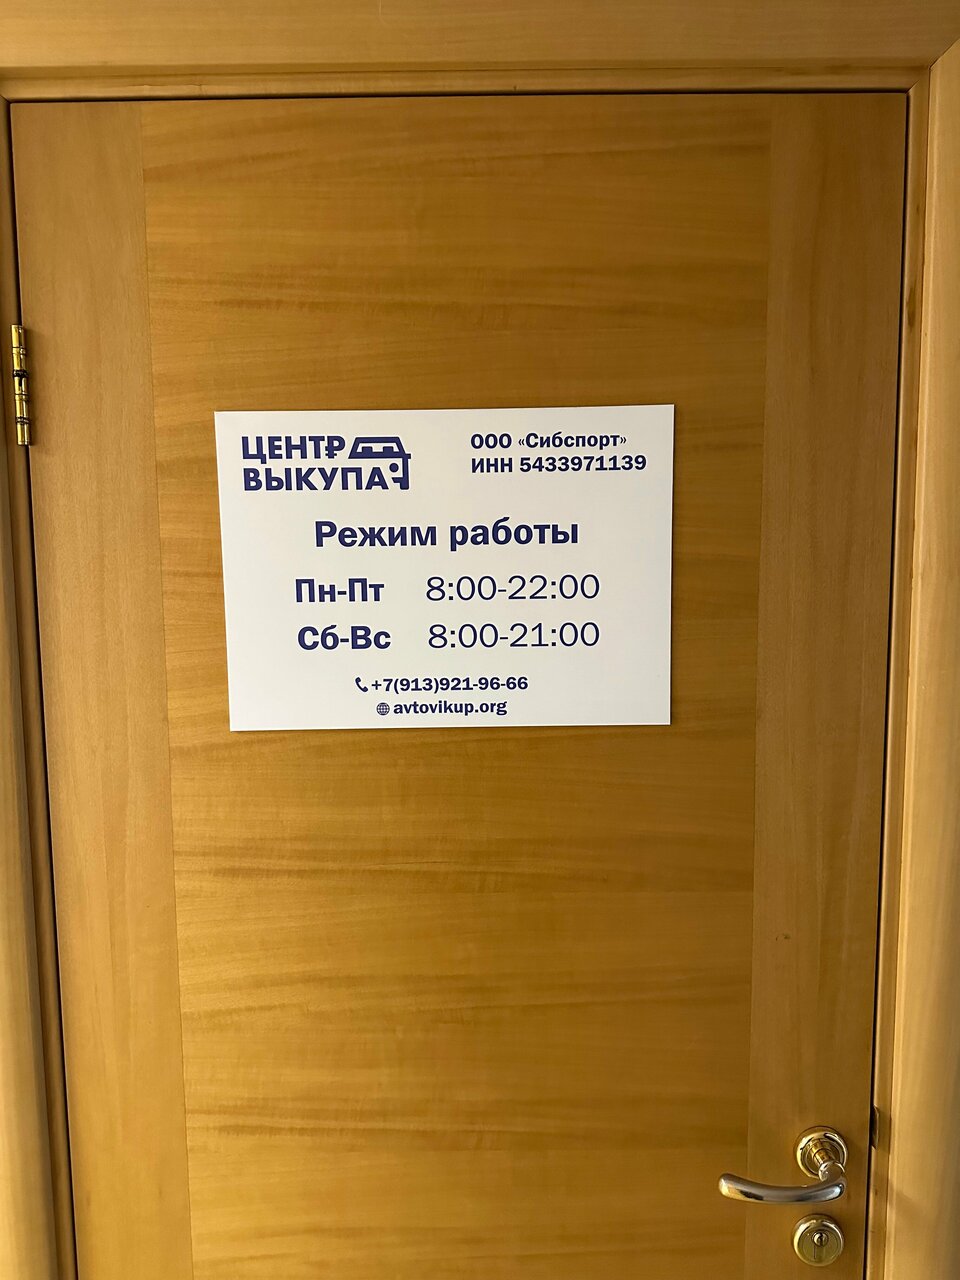 ЦЕНТР
ВЫКУПА
ООО «Сибспорт»
ИНН 5433971139
Режим работы
Пн-Пт 8:00-22:00
Сб-Вс 8:00-21:00
+7(913)921-96-66
avtovikup.org